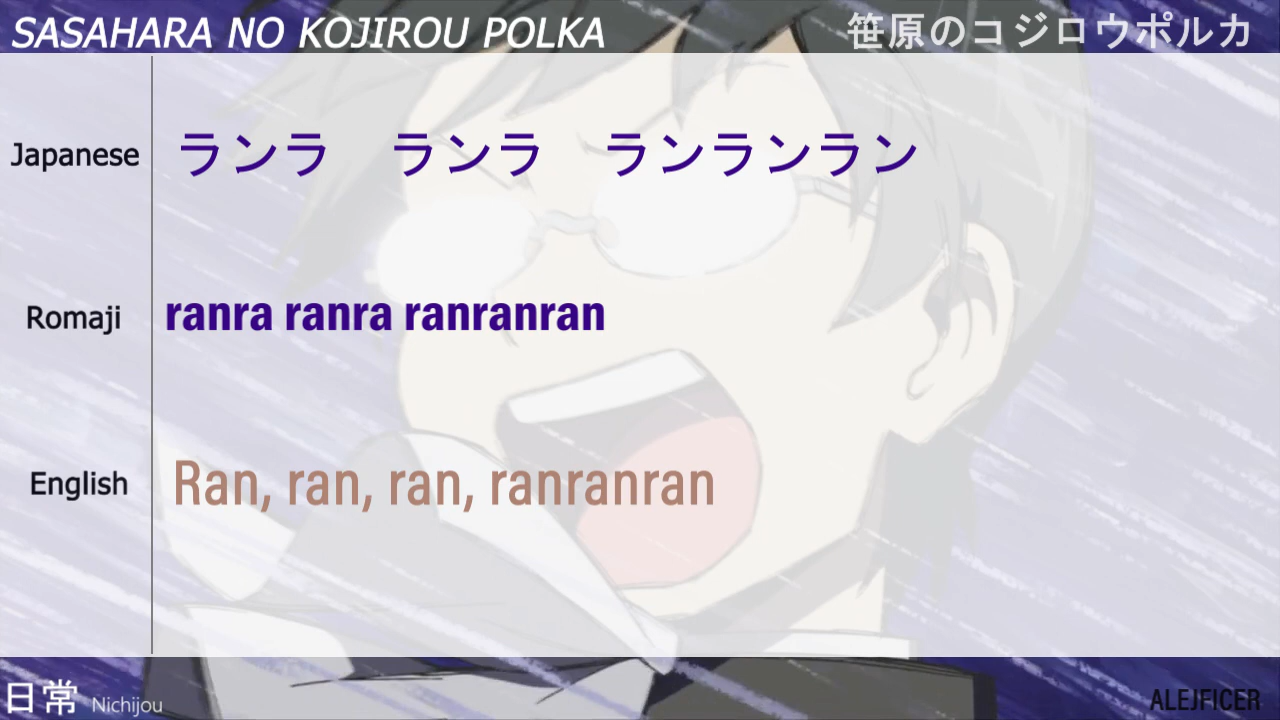 SASAHARA NO KOJIROU POLKA
笹原のコジロウポルカ
Japanese
ランラ　ランラ　ランランラン
Romaji
ranra ranra ranranran
English
Ran, ran, ran, ranranran
日常 Nichijou
ALEJFICER